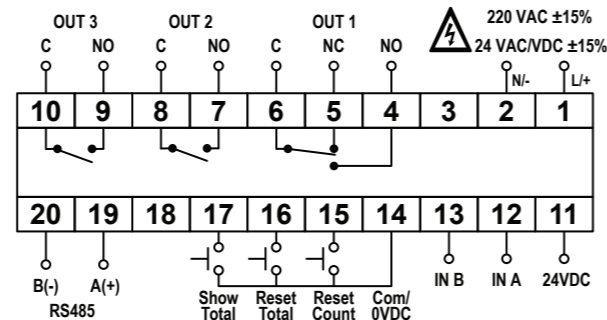 OUT 3 OUT 2 OUT 1 220 VAC ±15%
C NO C NO C NC NO 24 VAC/VDC ±15%
N/- L/+
10 9 8 7 6 5 4 3 2 1
20 19 18 17 16 15 14 13 12 11
B(-) A(+) IN B IN A 24VDC
RS485 Show Reset Reset Com/
Total Total Count 0VDC